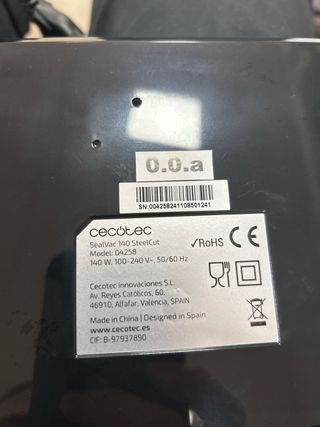 0.0.a
SN:004258241108501241
cecotec
SealVac 140 SteelCut
Model: 04258
140 W, 100-240 V~, 50/60 Hz
✓RoHS CE
Cecotec innovaciones S.L.
Av. Reyes Católicos, 60,
46910, Alfafar, Valencia, SPAIN
Made in China | Designed in Spain
www.cecotec.es
CIF: B-97937890